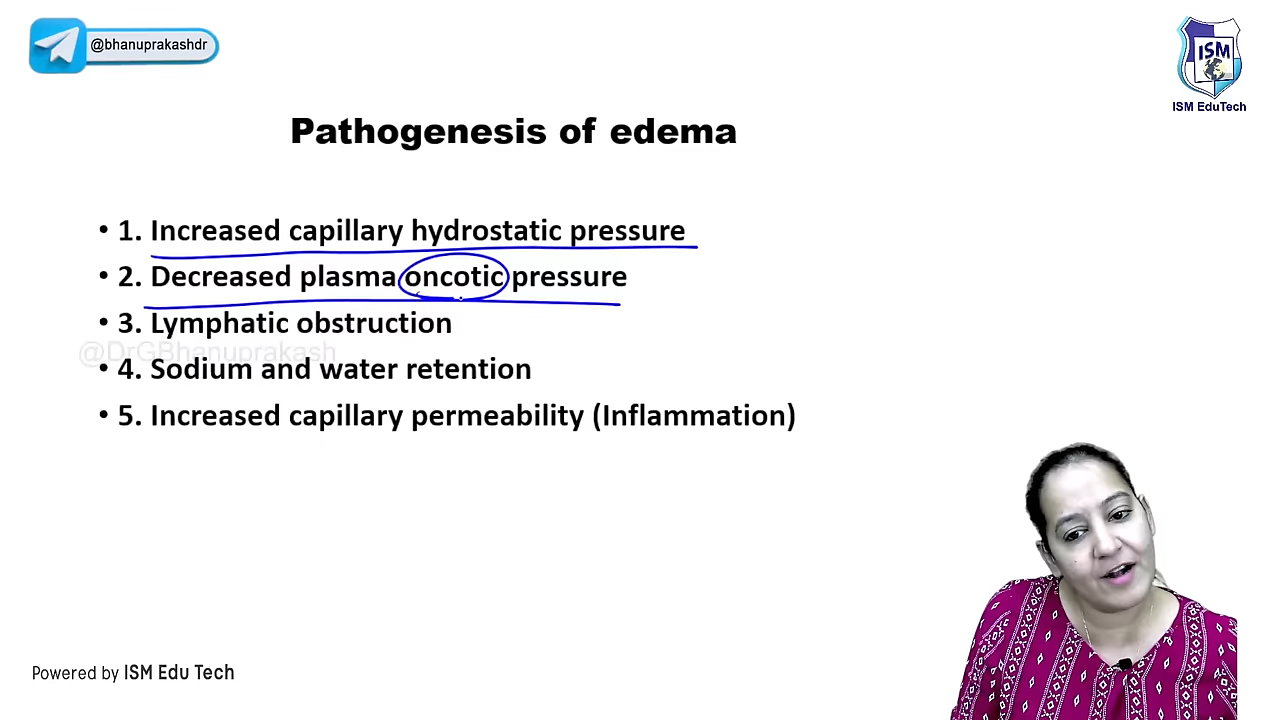 @bhanuprakashdr
ISM
ISM EduTech
Pathogenesis of edema
• 1. Increased capillary hydrostatic pressure
• 2. Decreased plasma oncotic pressure
• 3. Lymphatic obstruction
@DrGBhanuprakash
• 4. Sodium and water retention
• 5. Increased capillary permeability (Inflammation)
Powered by ISM Edu Tech